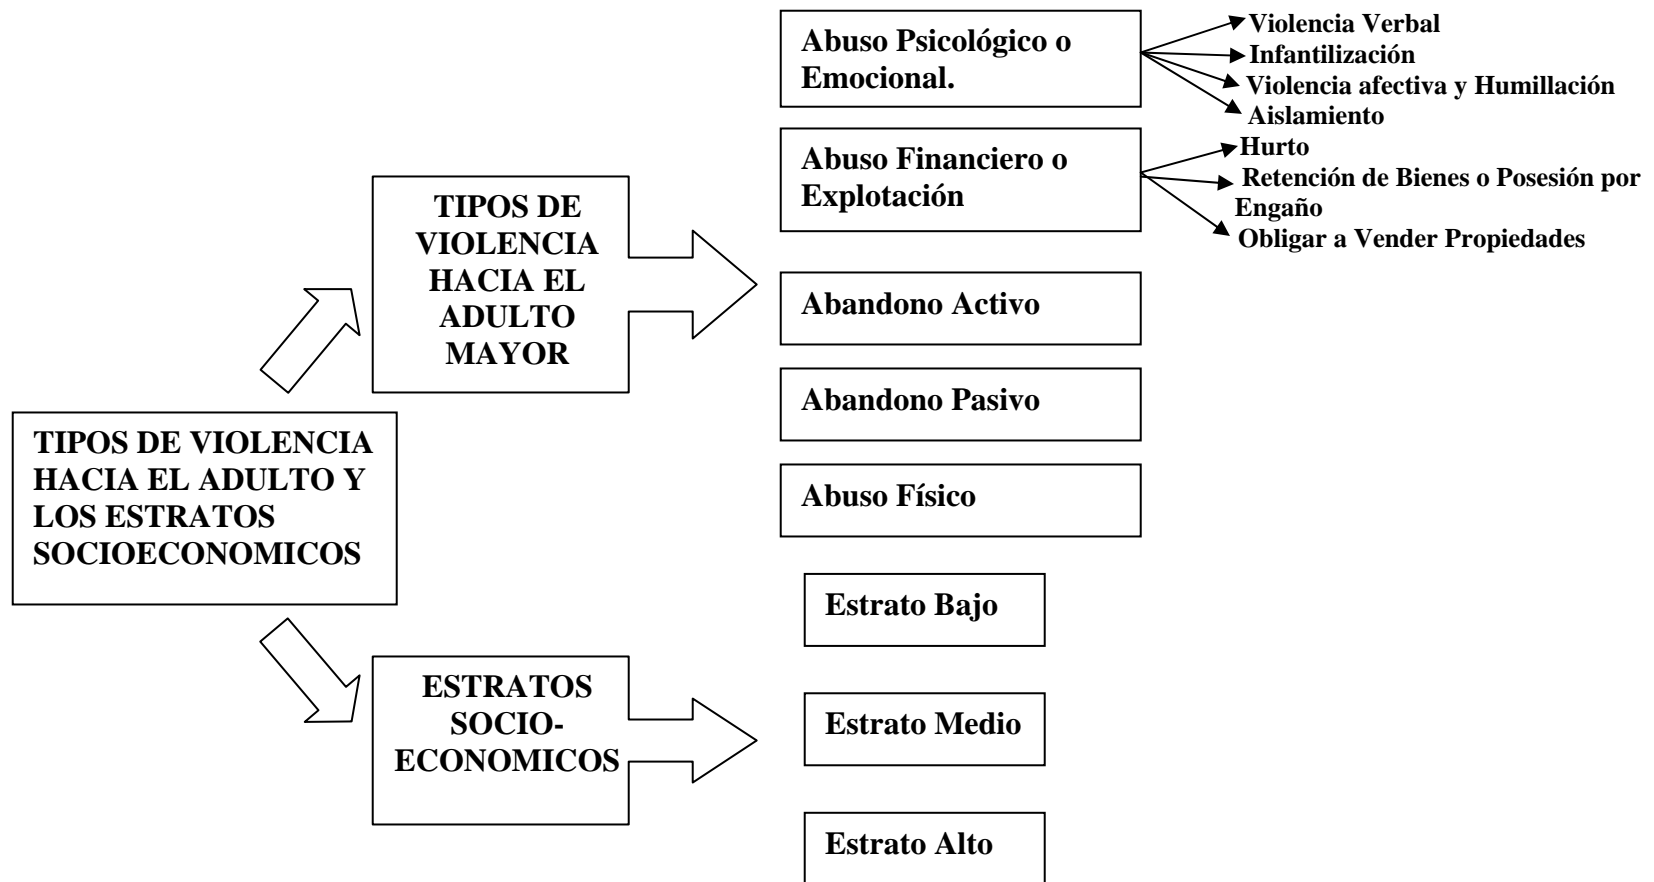 Abuso Psicológico o
Emocional.
Violencia Verbal
Infantilización
Violencia afectiva y Humillación
Aislamiento
Abuso Financiero o
Explotación
Hurto
Retención de Bienes o Posesión por
Engaño
Obligar a Vender Propiedades
TIPOS DE
VIOLENCIA
HACIA EL
ADULTO
MAYOR
Abandono Activo
Abandono Pasivo
Abuso Físico
TIPOS DE VIOLENCIA
HACIA EL ADULTO Y
LOS ESTRATOS
SOCIOECONOMICOS
ESTRATOS
SOCIO-
ECONOMICOS
Estrato Bajo
Estrato Medio
Estrato Alto